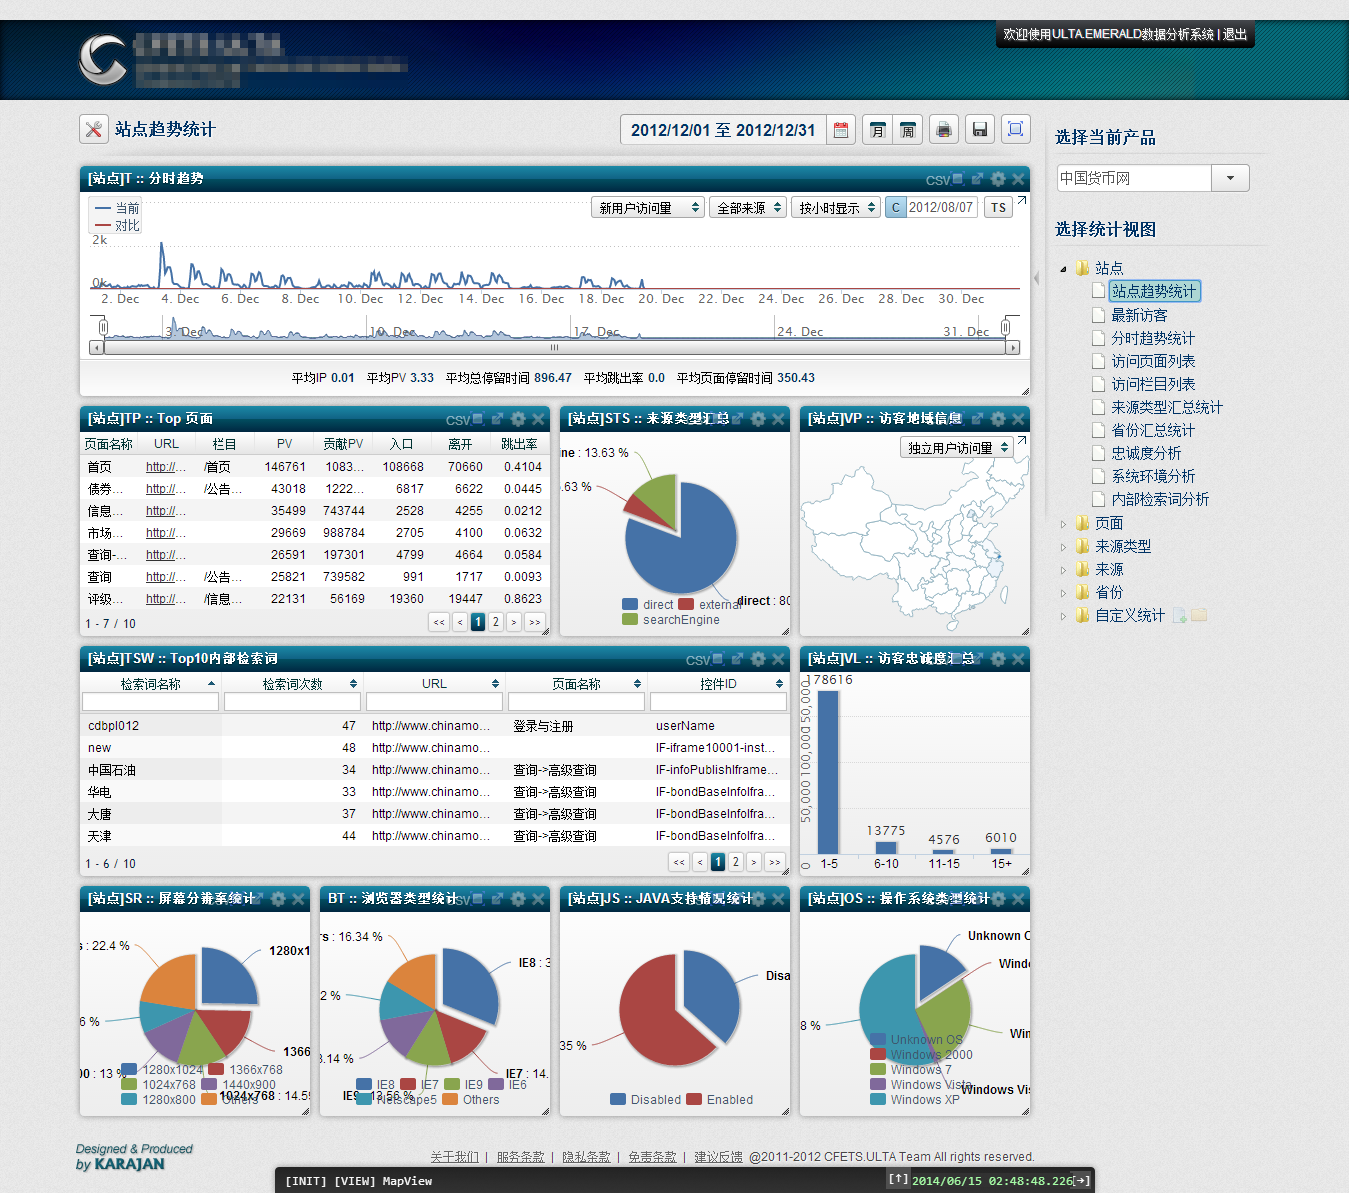 欢迎使用ULTA.EMERALD数据分析系统 | 退出
站点趋势统计
2012/12/01 至 2012/12/31
月 周
选择当前产品
中国货币网
选择统计视图
站点
站点趋势统计
最新访客
分时趋势统计
访问页面列表
访问栏目列表
来源类型汇总统计
省份汇总统计
忠诚度分析
系统环境分析
内部检索词分析
页面
来源类型
来源
省份
自定义统计
[站点]T :: 分时趋势
CSV
当前
对比
新用户访问量 全部来源 按小时显示 C 2012/08/07 TS
2k
0k
2. Dec 4. Dec 6. Dec 8. Dec 10. Dec 12. Dec 14. Dec 16. Dec 18. Dec 20. Dec 22. Dec 24. Dec 26. Dec 28. Dec 30. Dec
3. Dec 10. Dec 17. Dec 24. Dec 31. Dec
平均IP 0.01 平均PV 3.33 平均总停留时间 896.47 平均跳出率 0.0 平均页面停留时间 350.43
[站点]TP :: Top 页面
CSV
页面名称 URL 栏目 PV 贡献PV 入口 离开 跳出率
首页 http://... /首页 146761 1083... 108668 70660 0.4104
债券... http://... /公告... 43018 1222... 6817 6622 0.0445
信息... http://... 35499 743744 2528 4255 0.0212
市场... http://... 29669 988784 2705 4100 0.0632
查询-... http://... 26591 197301 4799 4664 0.0584
查询 http://... /公告... 25821 739582 991 1717 0.0093
评级... http://... /信息... 22131 56169 19360 19447 0.8623
1 - 7 / 10
<< < 1 2 > >>
[站点]STS :: 来源类型汇总
ine : 13.63 %
.63 %
direct : 80
direct external
searchEngine
[站点]VP :: 访客地域信息
独立用户访问量
[站点]TSW :: Top10内部检索词
CSV
检索词名称 检索词次数 URL 页面名称 控件ID
cdbpl012 47 http://www.chinamo... 登录与注册 userName
new 48 http://www.chinamo... IF-iframe10001-inst...
中国石油 34 http://www.chinamo... 查询->高级查询 IF-infoPublishIframe...
华电 33 http://www.chinamo... 查询->高级查询 IF-bondBaseInfoIfra...
大唐 37 http://www.chinamo... 查询->高级查询 IF-bondBaseInfoIfra...
天津 44 http://www.chinamo... 查询->高级查询 IF-bondBaseInfoIfra...
1 - 6 / 10
<< < 1 2 > >>
[站点]VL :: 访客忠诚度汇总
178616
13775
4576
6010
0 50,000 100,000 150,000
1-5 6-10 11-15 15+
[站点]SR :: 屏幕分辨率统计
s : 22.4 %
1280x1
6 %
1366
00 : 13 %
1024x768 : 14.5
1280x1024 1366x768
1024x768 1440x900
1280x800 Others
BT :: 浏览器类型统计
rs : 16.34 %
IE8 : 3
2 %
3.14 %
IE7 : 14.
IE9 : 13.56 %
IE8 IE7 IE9 IE6
Netscape5 Others
[站点]JS :: JAVA支持情况统计
Disa
35 %
Disabled Enabled
[站点]OS :: 操作系统类型统计
Unknown O
Windo
8 %
Win
Windows Vis
Unknown OS
Windows 2000
Windows 7
Windows Vista
Windows XP
Designed & Produced
by KARAJAN
关于我们 | 服务条款 | 隐私条款 | 免责条款 | 建议反馈 @2011-2012 CFETS.ULTA Team All rights reserved.
[INIT] [VIEW] MapView
[↑] 2014/06/15 02:48:48.226 [→]